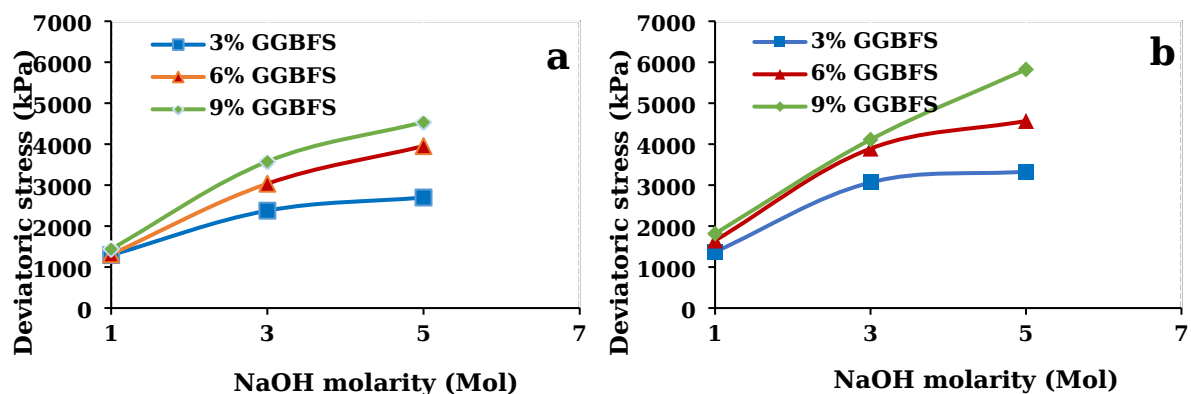 7000
6000
5000
4000
3000
2000
1000
0
Deviatoric stress (kPa)
3% GGBFS
6% GGBFS
9% GGBFS
a
1 3 5 7
NaOH molarity (Mol)
7000
6000
5000
4000
3000
2000
1000
0
Deviatoric stress (kPa)
3% GGBFS
6% GGBFS
9% GGBFS
b
1 3 5 7
NaOH molarity (Mol)